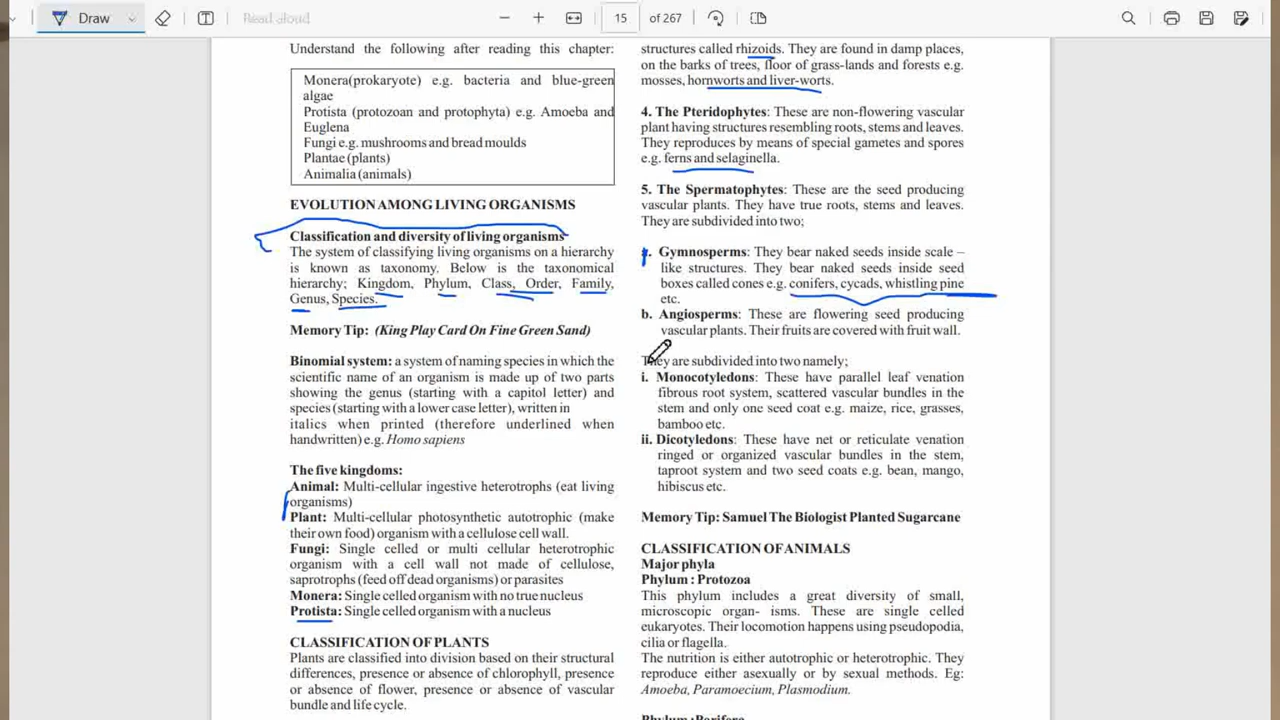 Draw
Read aloud
15 of 267
Understand the following after reading this chapter:
Monera(prokaryote) e.g. bacteria and blue-green
algae
Protista (protozoan and protophyta) e.g. Amoeba and
Euglena
Fungi e.g. mushrooms and bread moulds
Plantae (plants)
Animalia (animals)
EVOLUTION AMONG LIVING ORGANISMS
Classification and diversity of living organisms
The system of classifying living organisms on a hierarchy
is known as taxonomy. Below is the taxonomical
hierarchy; Kingdom, Phylum, Class, Order, Family,
Genus, Species.
Memory Tip: (King Play Card On Fine Green Sand)
Binomial system: a system of naming species in which the
scientific name of an organism is made up of two parts
showing the genus (starting with a capitol letter) and
species (starting with a lower case letter), written in
italics when printed (therefore underlined when
handwritten) e.g. Homo sapiens
The five kingdoms:
Animal: Multi-cellular ingestive heterotrophs (eat living
organisms)
Plant: Multi-cellular photosynthetic autotrophic (make
their own food) organism with a cellulose cell wall.
Fungi: Single celled or multi cellular heterotrophic
organism with a cell wall not made of cellulose,
saprotrophs (feed off dead organisms) or parasites
Monera: Single celled organism with no true nucleus
Protista: Single celled organism with a nucleus
CLASSIFICATION OF PLANTS
Plants are classified into division based on their structural
differences, presence or absence of chlorophyll, presence
or absence of flower, presence or absence of vascular
bundle and life cycle.
structures called rhizoids. They are found in damp places,
on the barks of trees, floor of grass-lands and forests e.g.
mosses, hornworts and liver-worts.
4. The Pteridophytes: These are non-flowering vascular
plant having structures resembling roots, stems and leaves.
They reproduces by means of special gametes and spores
e.g. ferns and selaginella.
5. The Spermatophytes: These are the seed producing
vascular plants. They have true roots, stems and leaves.
They are subdivided into two;
Gymnosperms: They bear naked seeds inside scale –
like structures. They bear naked seeds inside seed
boxes called cones e.g. conifers, cycads, whistling pine
etc.
b. Angiosperms: These are flowering seed producing
vascular plants. Their fruits are covered with fruit wall.
They are subdivided into two namely;
i. Monocotyledons: These have parallel leaf venation
fibrous root system, scattered vascular bundles in the
stem and only one seed coat e.g. maize, rice, grasses,
bamboo etc.
ii. Dicotyledons: These have net or reticulate venation
ringed or organized vascular bundles in the stem,
taproot system and two seed coats e.g. bean, mango,
hibiscus etc.
Memory Tip: Samuel The Biologist Planted Sugarcane
CLASSIFICATION OF ANIMALS
Major phyla
Phylum : Protozoa
This phylum includes a great diversity of small,
microscopic organ- isms. These are single celled
eukaryotes. Their locomotion happens using pseudopodia,
cilia or flagella.
The nutrition is either autotrophic or heterotrophic. They
reproduce either asexually or by sexual methods. Eg:
Amoeba, Paramoecium, Plasmodium.